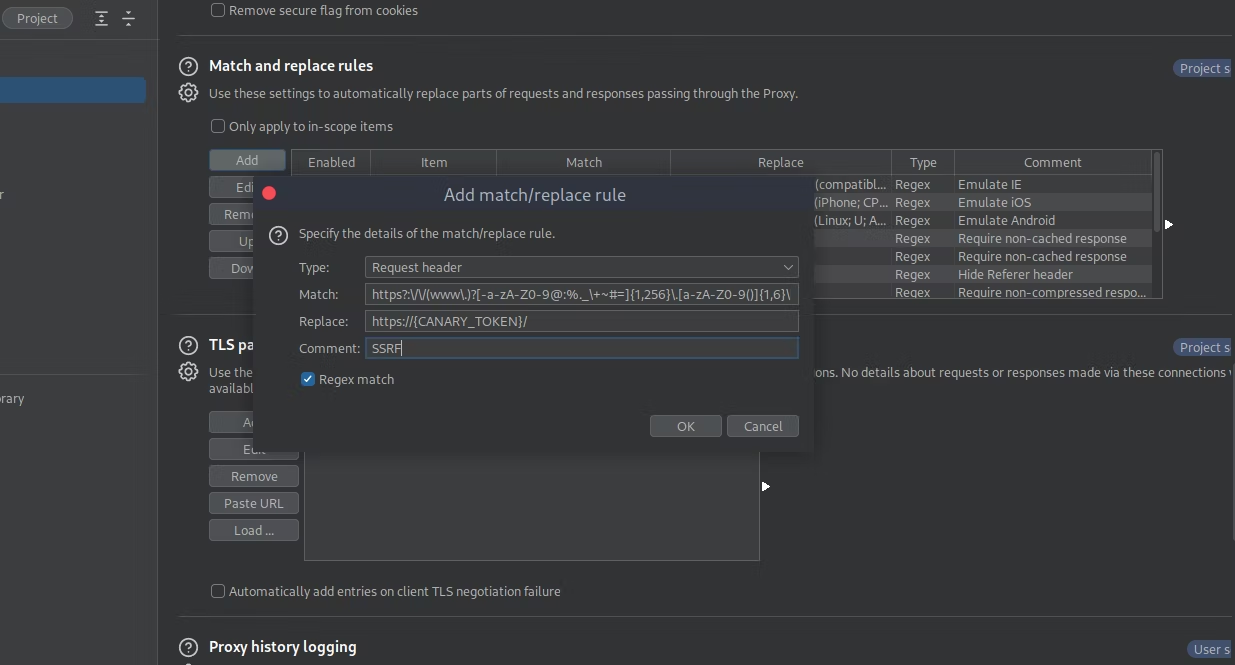 Project
Remove secure flag from cookies
Match and replace rules
Project s
Use these settings to automatically replace parts of requests and responses passing through the Proxy.
Only apply to in-scope items
Add
Enabled Item Match Replace Type Comment
Edi
(compatibl... Regex Emulate IE
Add match/replace rule
(iPhone; CP... Regex Emulate iOS
Rem
(Linux; U; A... Regex Emulate Android
Specify the details of the match/replace rule.
Up
Regex Require non-cached response
Regex Require non-cached response
Type: Request header
Dow
Regex Hide Referer header
Match: https?:\/\/(www\.)?[-a-zA-Z0-9@:%._\+~#=]{1,256}\.[a-zA-Z0-9()]{1,6}\
Regex Require non-compressed respo...
Replace: https://{CANARY_TOKEN}/
TLS pa
Comment: SSRF
Project s
Use the
ons. No details about requests or responses made via these connections
Regex match
availabl
rary
A
OK Cancel
Edit
Remove
Paste URL
Load ...
Automatically add entries on client TLS negotiation failure
Proxy history logging
User s